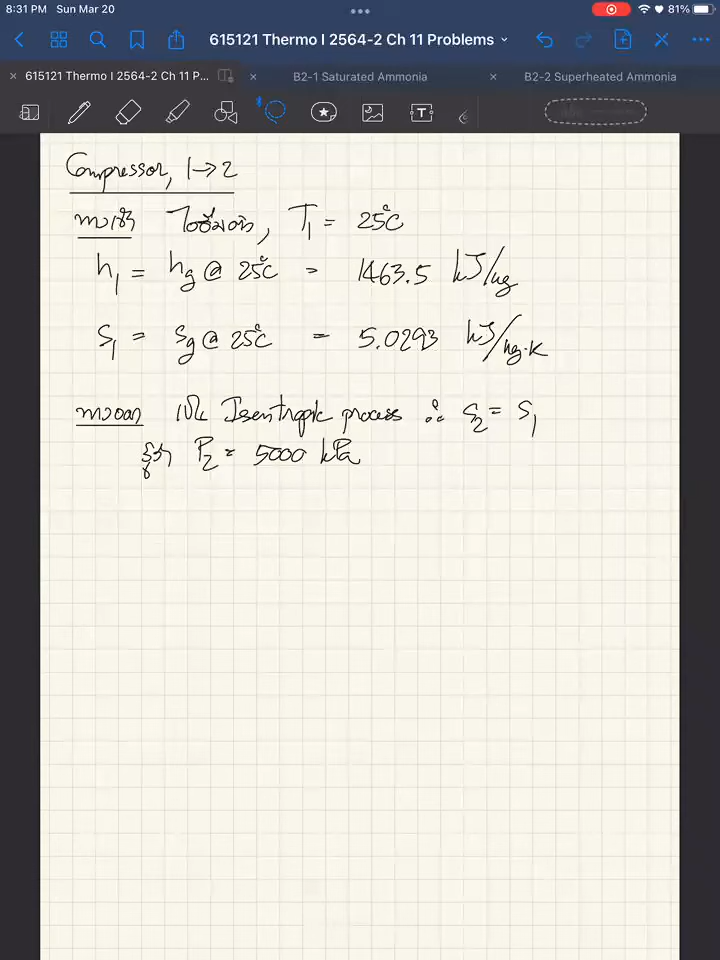 8:31 PM Sun Mar 20
81%
615121 Thermo I 2564-2 Ch 11 Problems
615121 Thermo I 2564-2 Ch 11 P...
B2-1 Saturated Ammonia
B2-2 Superheated Ammonia
Compressor, 1→2
ทางเข้า ไออิ่มตัว, T₁ = 25°C
h₁ = hg @ 25°C = 1463.5 kJ/kg
s₁ = sg @ 25°C = 5.0293 kJ/kg·K
ทางออก เป็น Isentropic process ∴ s₂ = s₁
P₂ = 5000 kPa